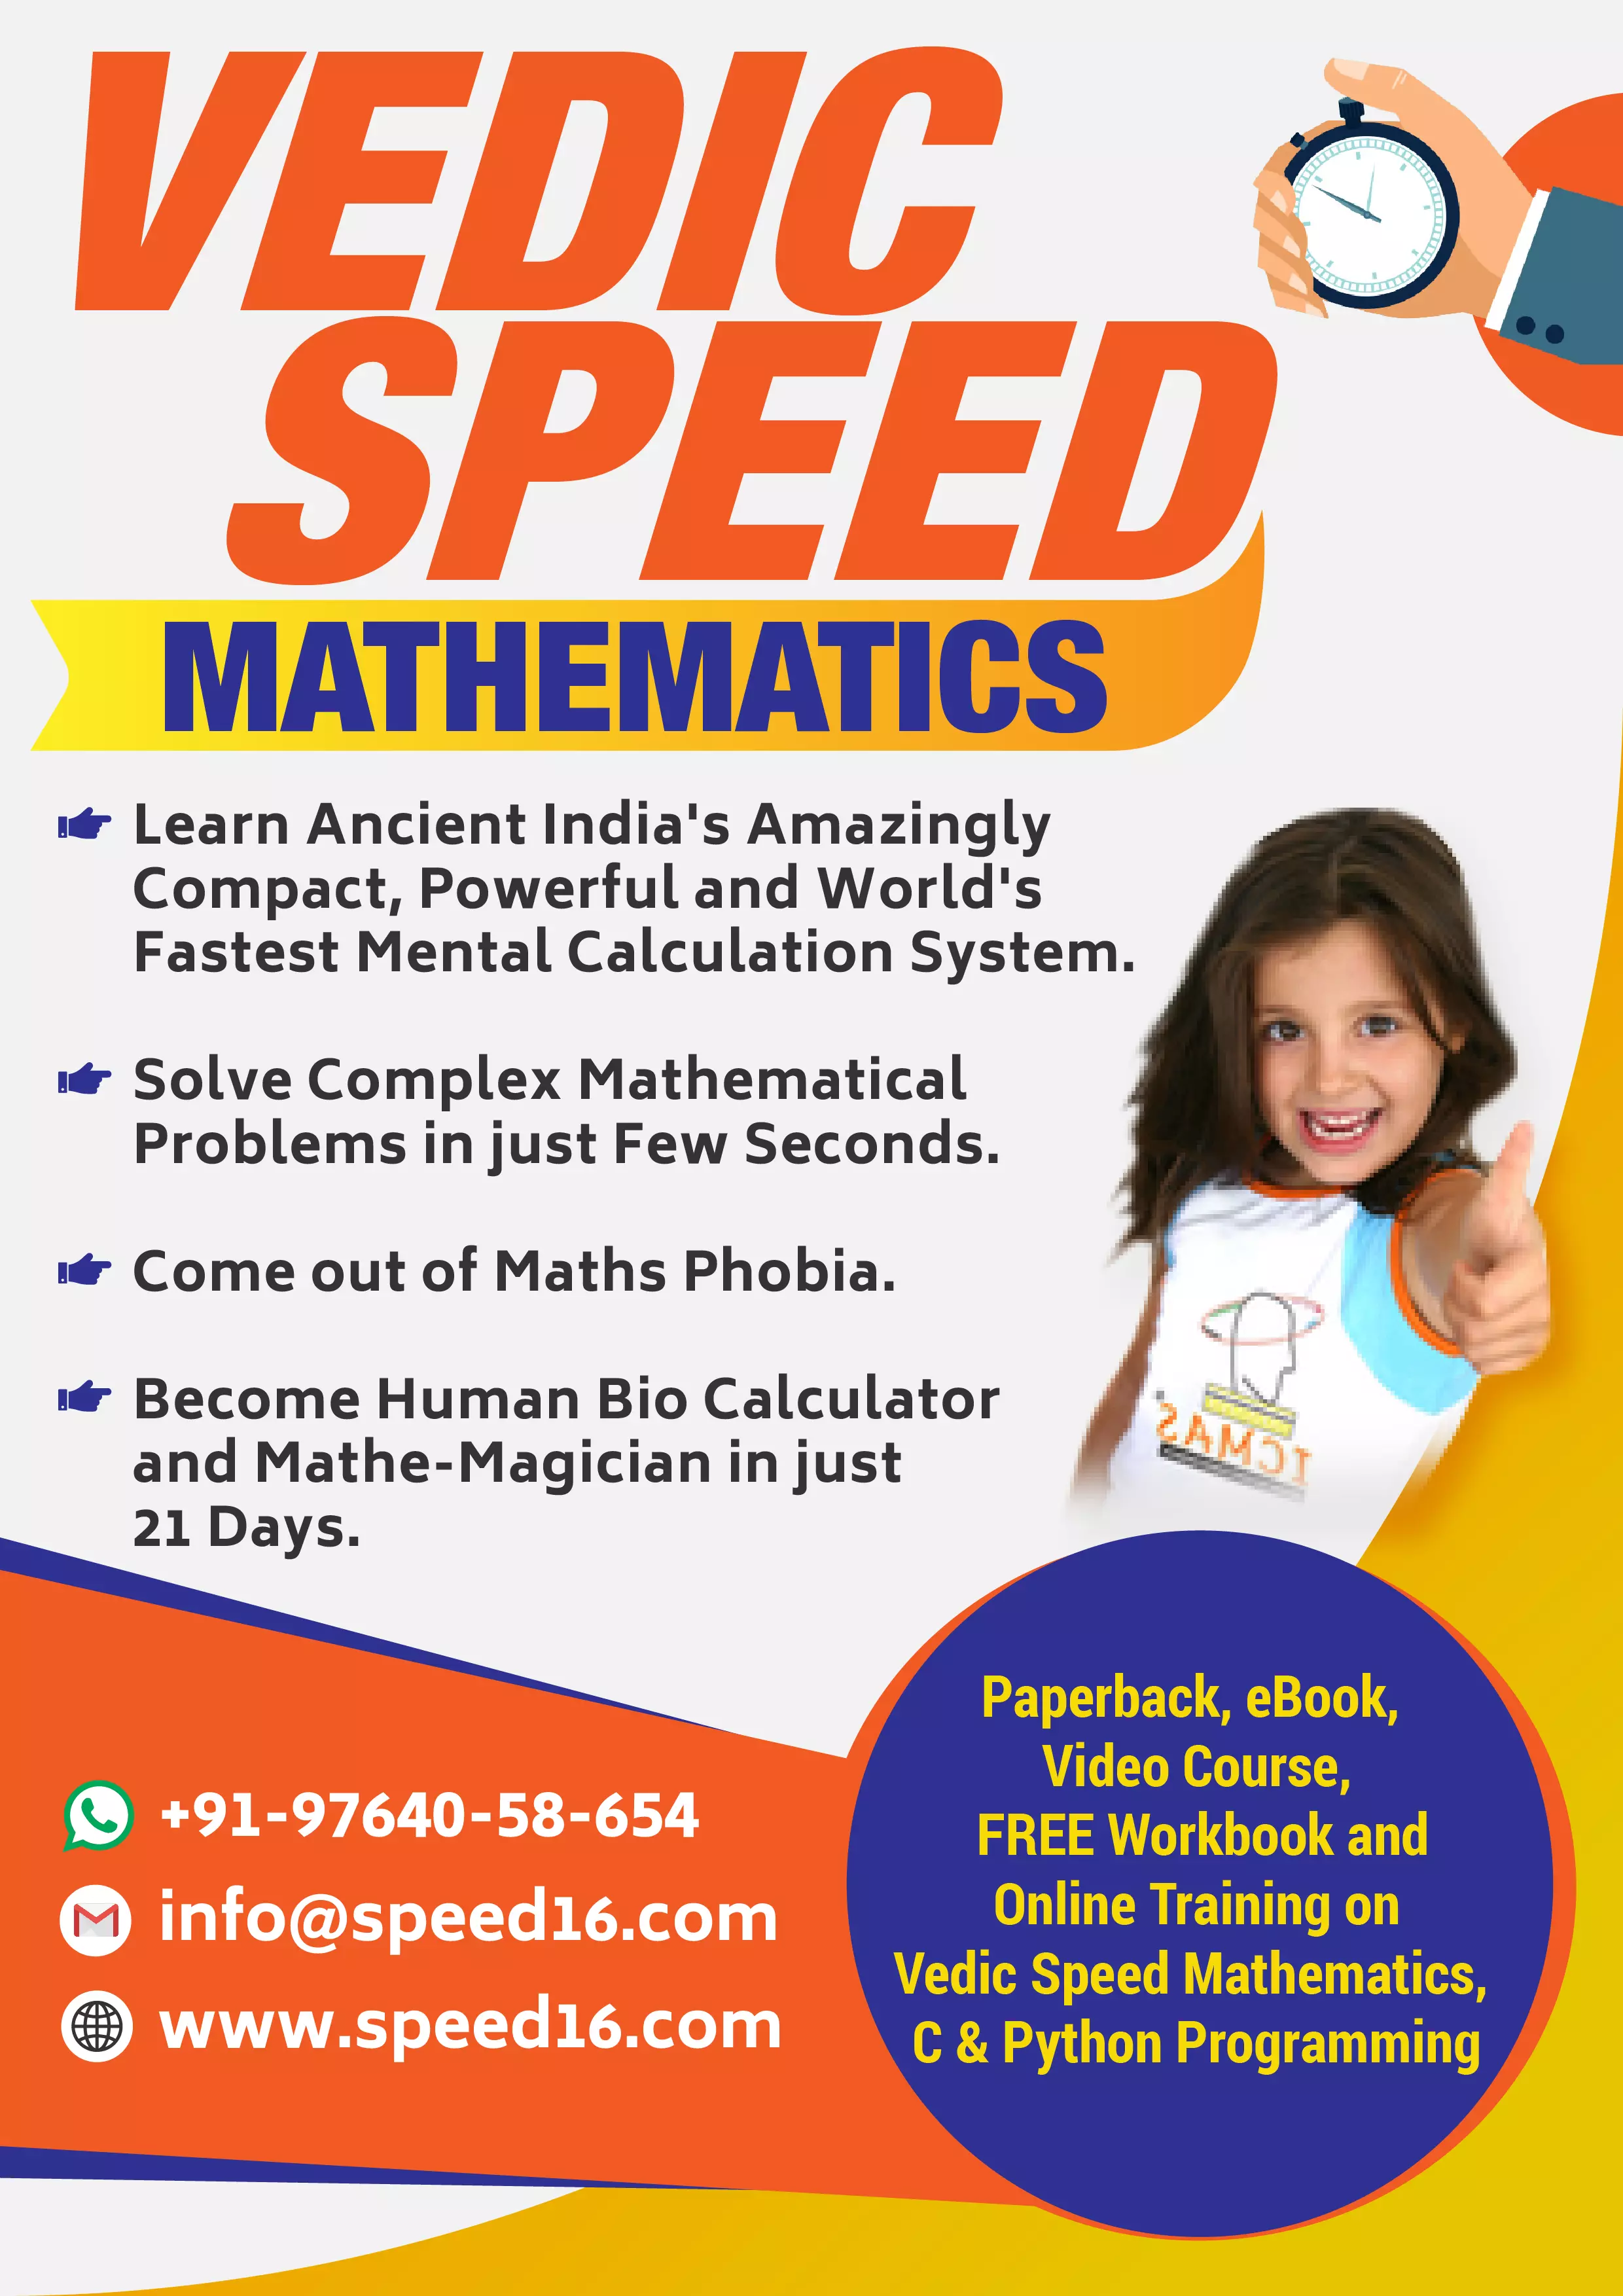 VEDIC
SPEED
MATHEMATICS
Learn Ancient India's Amazingly
Compact, Powerful and World's
Fastest Mental Calculation System.
Solve Complex Mathematical
Problems in just Few Seconds.
Come out of Maths Phobia.
Become Human Bio Calculator
and Mathe-Magician in just
21 Days.
ICMAS
+91-97640-58-654
info@speed16.com
www.speed16.com
Paperback, eBook,
Video Course,
FREE Workbook and
Online Training on
Vedic Speed Mathematics,
C & Python Programming